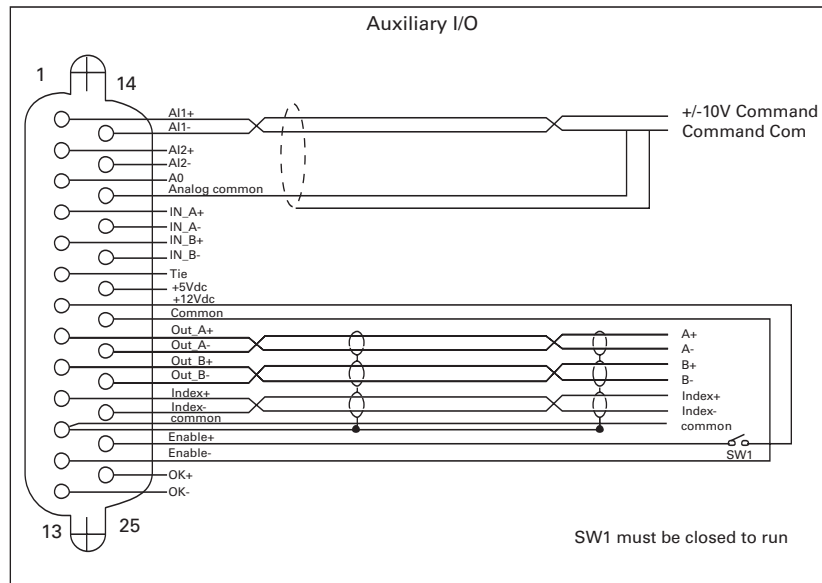 Auxiliary I/O
1
14
AI1+
AI1-
+/-10V Command
Command Com
AI2+
AI2-
A0
Analog common
IN_A+
IN_A-
IN_B+
IN_B-
Tie
+5Vdc
+12Vdc
Common
Out_A+
A+
Out_A-
A-
Out_B+
B+
Out_B-
B-
Index+
Index+
Index-
Index-
common
common
Enable+
SW1
Enable-
OK+
OK-
13
25
SW1 must be closed to run